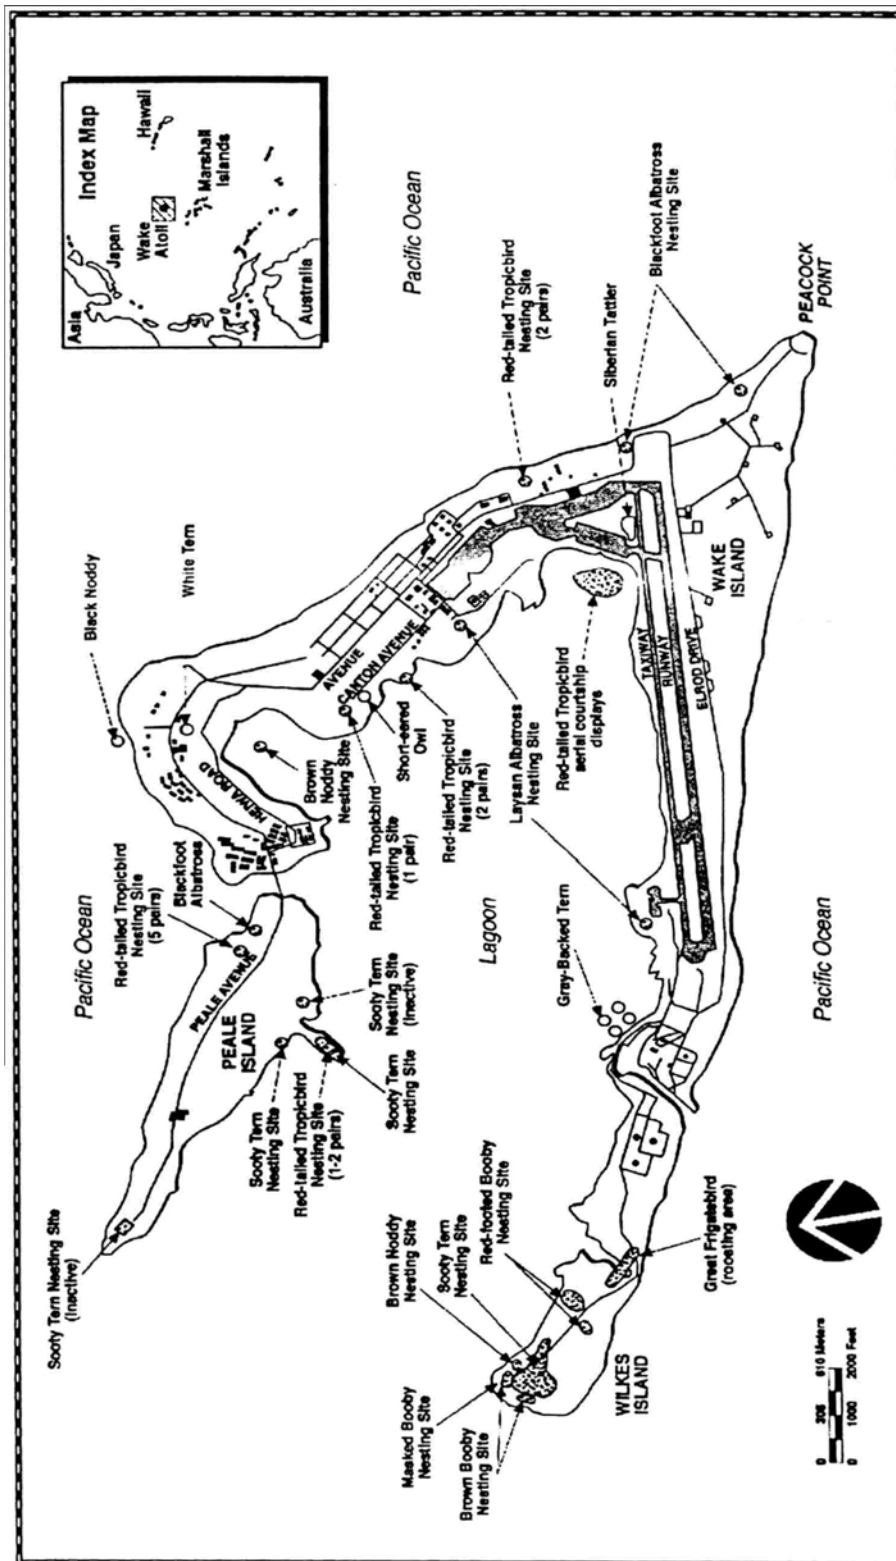 Index Map
Asia
Japan
Wake
Atoll
Hawaii
Marshall
Islands
Australia
Pacific Ocean
Sooty Tern Nesting Site
(Inactive)
Red-tailed Tropicbird
Nesting Site
(5 pairs)
Blackfoot
Albatross
Black Noddy
White Tern
PEALE AVENUE
PEALE
ISLAND
HEIWA ROAD
Sooty Tern
Nesting Site
Red-tailed Tropicbird
Nesting Site
(1-2 pairs)
Sooty Tern
Nesting Site
Sooty Tern
Nesting Site
(Inactive)
Brown
Noddy
Nesting Site
Red-tailed Tropicbird
Nesting Site
(1 pair)
AVENUE
CANTON AVENUE
Short-eered
Owl
Red-tailed Tropicbird
Nesting Site
(2 pairs)
Laysan Albatross
Nesting Site
Red-tailed Tropicbird
aerial courtship
displays
Pacific Ocean
Red-tailed Tropicbird
Nesting Site
(2 pairs)
Siberian Tattler
Blackfoot Albatross
Nesting Site
PEACOCK
POINT
Lagoon
Gray-Backed Tern
TAXIWAY
RUNWAY
ELROD DRIVE
WAKE
ISLAND
Masked Booby
Nesting Site
Brown Booby
Nesting Site
Brown Noddy
Nesting Site
Sooty Tern
Nesting Site
Red-footed Booby
Nesting Site
Great Frigatebird
(roosting area)
WILKES
ISLAND
Pacific Ocean
0 305 610 Meters
0 1000 2000 Feet